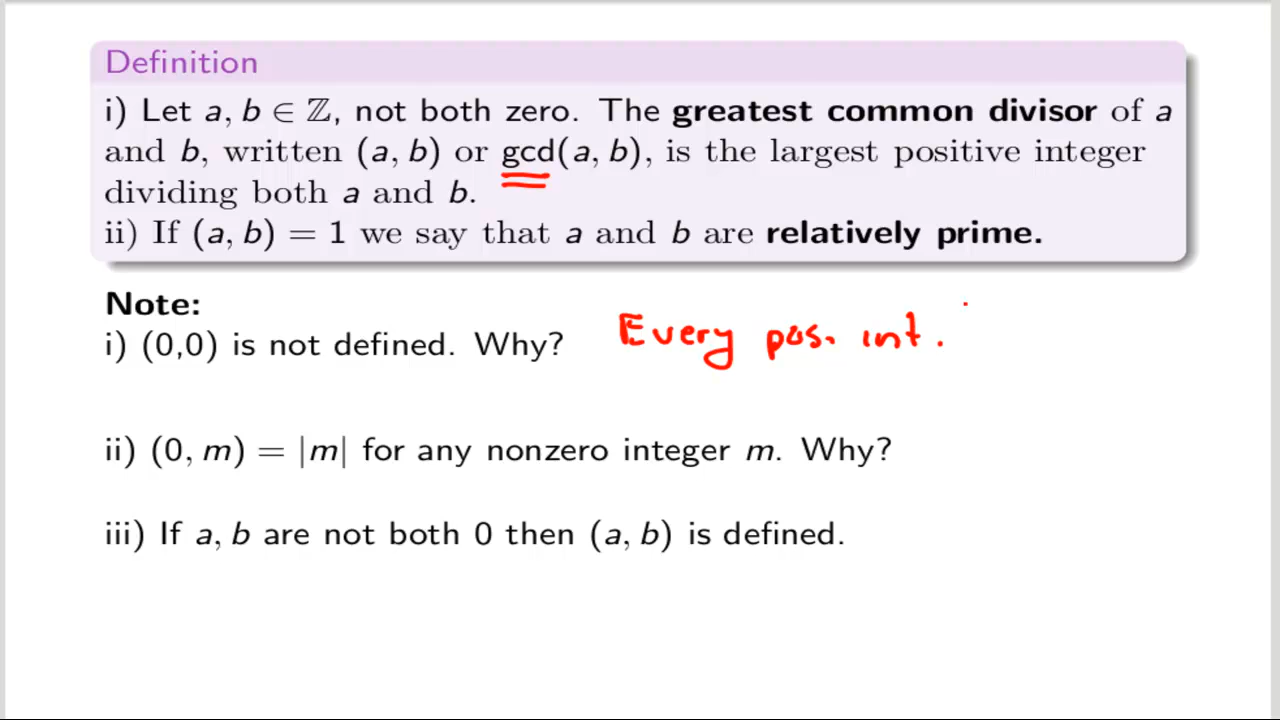 Definition
i) Let a, b ∈ ℤ, not both zero. The greatest common divisor of a
and b, written (a, b) or gcd(a, b), is the largest positive integer
dividing both a and b.
ii) If (a, b) = 1 we say that a and b are relatively prime.
Note:
i) (0,0) is not defined. Why? Every pos. int.
ii) (0, m) = |m| for any nonzero integer m. Why?
iii) If a, b are not both 0 then (a, b) is defined.